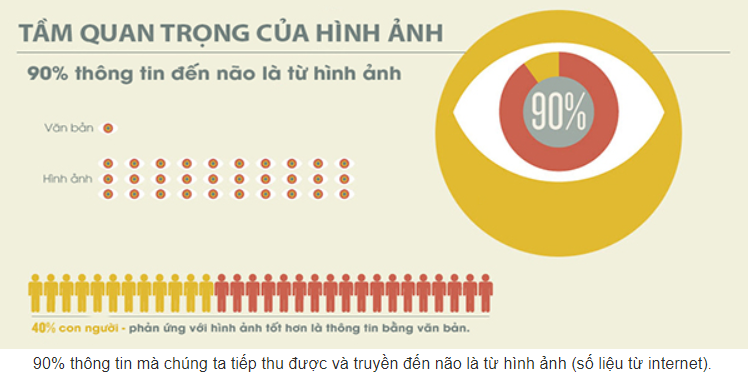 TẦM QUAN TRỌNG CỦA HÌNH ẢNH
90% thông tin đến não là từ hình ảnh
90%
Văn bản
Hình ảnh
40% con người - phản ứng với hình ảnh tốt hơn là thông tin bằng văn bản.
90% thông tin mà chúng ta tiếp thu được và truyền đến não là từ hình ảnh (số liệu từ internet).